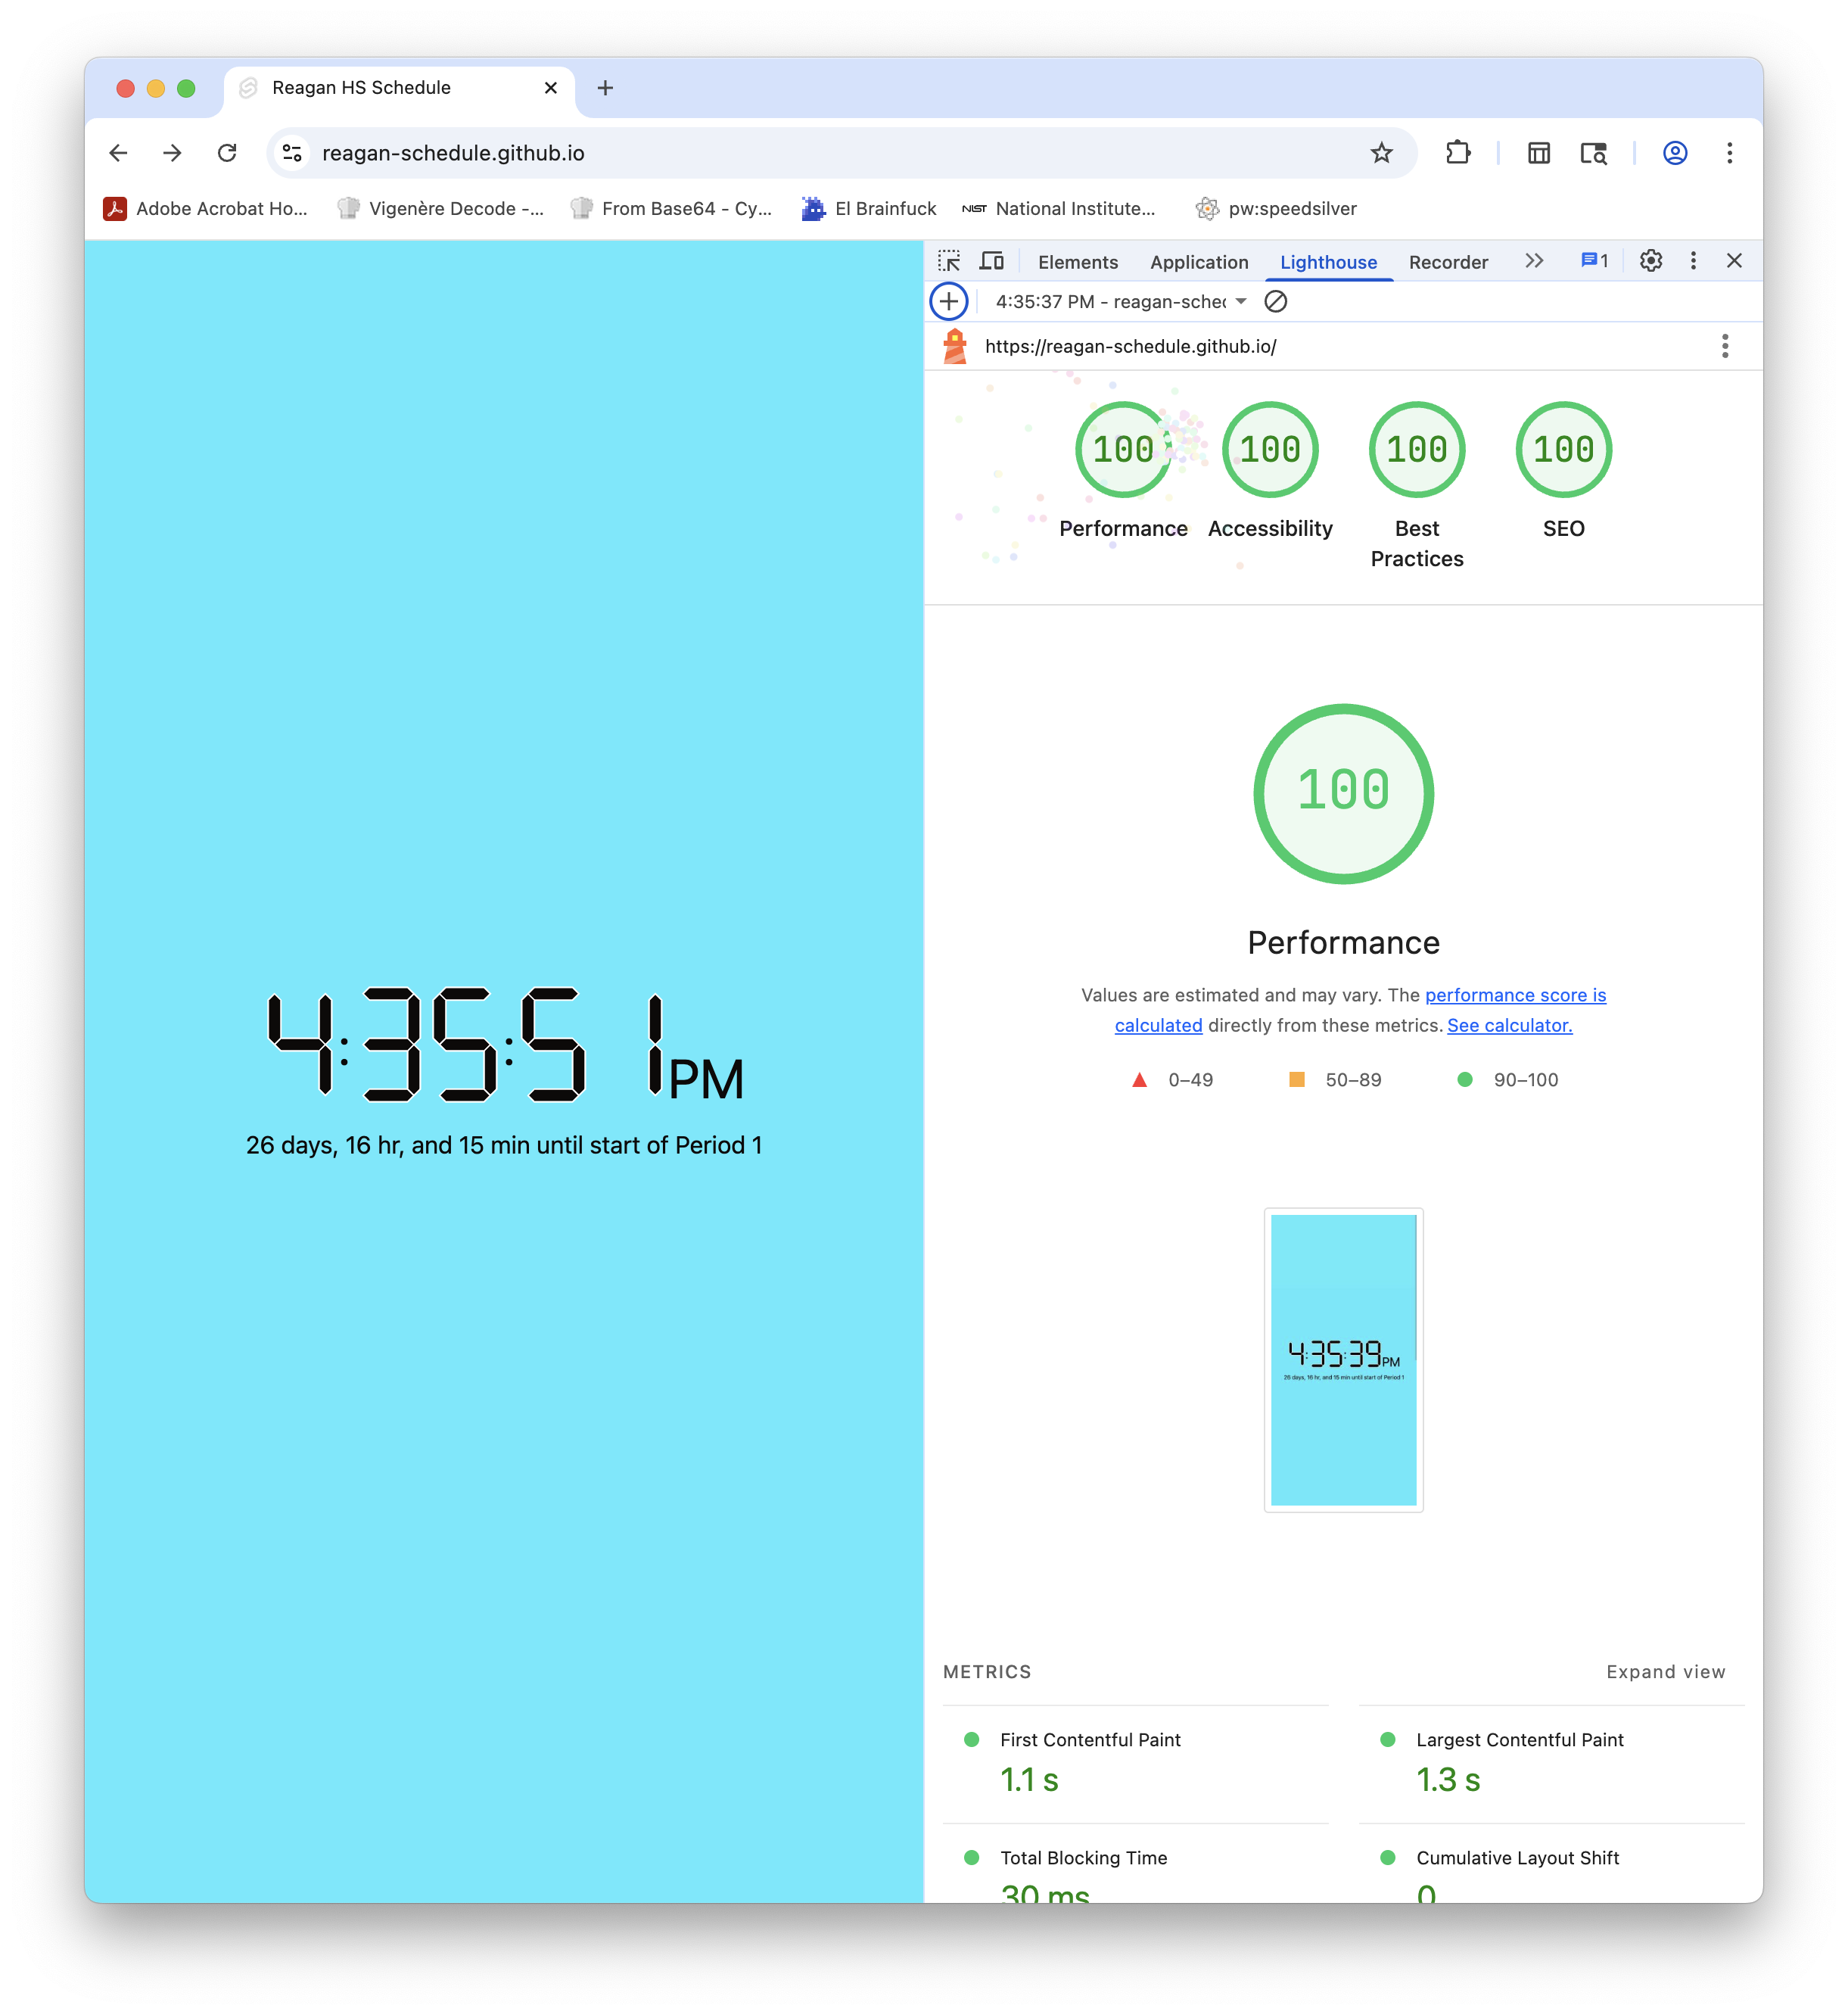 Reagan HS Schedule
reagan-schedule.github.io
Adobe Acrobat Ho...
Vigenère Decode -...
From Base64 - Cy...
El Brainfuck
NIST National Institute...
pw:speedsilver
Elements
Application
Lighthouse
Recorder
1
4:35:37 PM - reagan-sched
https://reagan-schedule.github.io/
100
100
100
100
Performance
Accessibility
Best
Practices
SEO
100
Performance
Values are estimated and may vary. The performance score is
calculated directly from these metrics. See calculator.
0–49
50–89
90–100
4:35:51PM
26 days, 16 hr, and 15 min until start of Period 1
4:35:39PM
26 days, 16 hr, and 15 min until start of Period 1
METRICS
Expand view
First Contentful Paint
1.1 s
Largest Contentful Paint
1.3 s
Total Blocking Time
30 ms
Cumulative Layout Shift
0